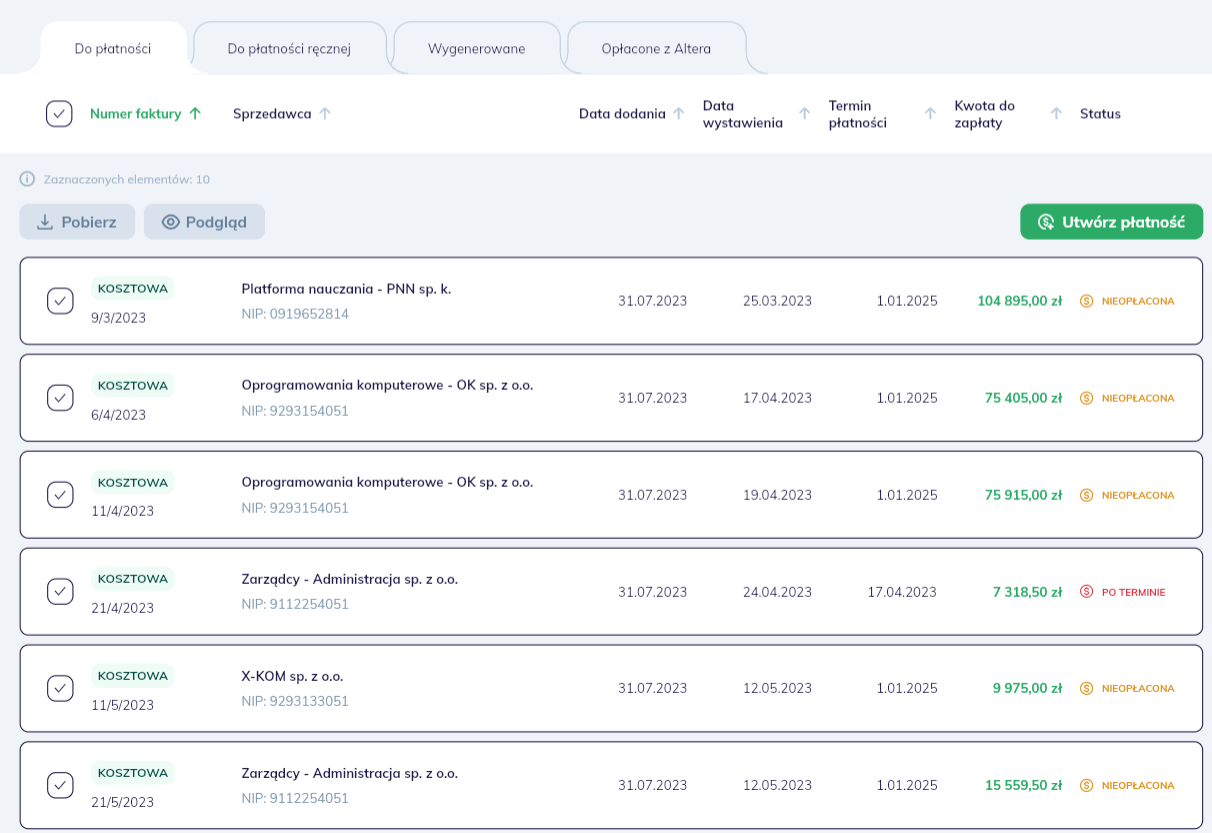 Do płatności
Do płatności ręcznej
Wygenerowane
Opłacone z Altera
Numer faktury
Sprzedawca
Data dodania
Data
wystawienia
Termin
płatności
Kwota do
zapłaty
Status
Zaznaczonych elementów: 10
Pobierz
Podgląd
Utwórz płatność
KOSZTOWA
9/3/2023
Platforma nauczania - PNN sp. k.
NIP: 0919652814
31.07.2023
25.03.2023
1.01.2025
104 895,00 zł
NIEOPŁACONA
KOSZTOWA
6/4/2023
Oprogramowania komputerowe - OK sp. z o.o.
NIP: 9293154051
31.07.2023
17.04.2023
1.01.2025
75 405,00 zł
NIEOPŁACONA
KOSZTOWA
11/4/2023
Oprogramowania komputerowe - OK sp. z o.o.
NIP: 9293154051
31.07.2023
19.04.2023
1.01.2025
75 915,00 zł
NIEOPŁACONA
KOSZTOWA
21/4/2023
Zarządcy - Administracja sp. z o.o.
NIP: 9112254051
31.07.2023
24.04.2023
17.04.2023
7 318,50 zł
PO TERMINIE
KOSZTOWA
11/5/2023
X-KOM sp. z o.o.
NIP: 9293133051
31.07.2023
12.05.2023
1.01.2025
9 975,00 zł
NIEOPŁACONA
KOSZTOWA
21/5/2023
Zarządcy - Administracja sp. z o.o.
NIP: 9112254051
31.07.2023
12.05.2023
1.01.2025
15 559,50 zł
NIEOPŁACONA